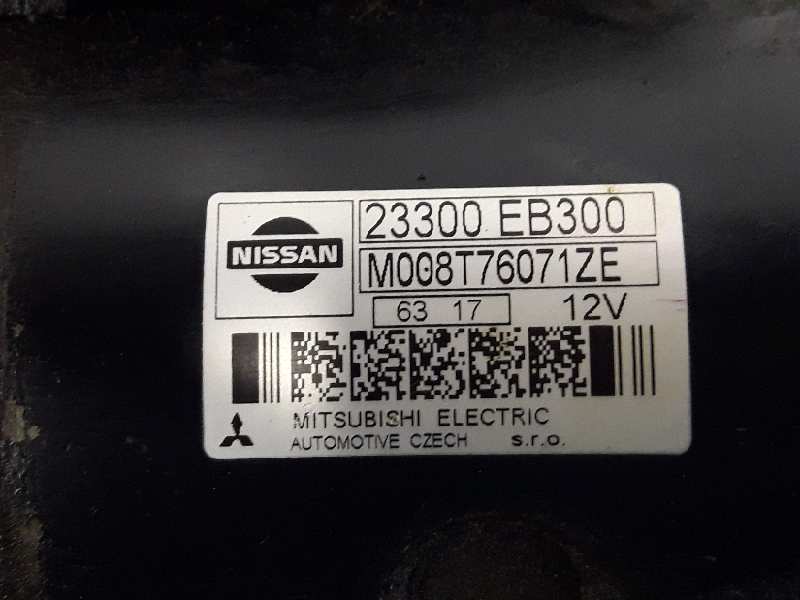 NISSAN
23300 EB300
M008T76071ZE
63 17
12V
MITSUBISHI ELECTRIC
AUTOMOTIVE CZECH s.r.o.